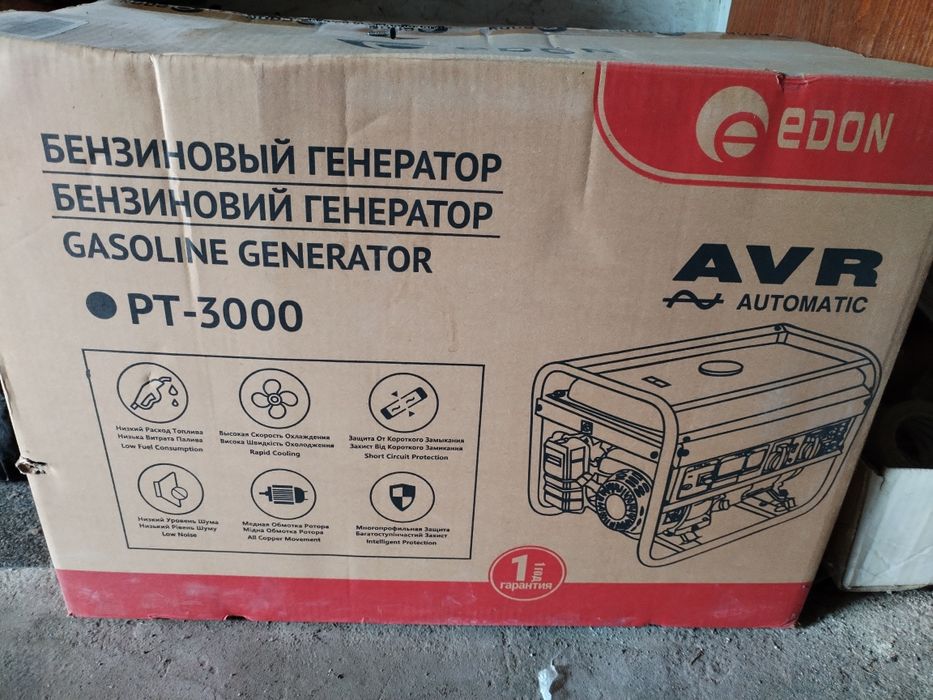 eDON
БЕНЗИНОВЫЙ ГЕНЕРАТОР
БЕНЗИНОВИЙ ГЕНЕРАТОР
GASOLINE GENERATOR
PT-3000
AVR
AUTOMATIC
Низкий Расход Топлива
Низька Витрата Палива
Low Fuel Consumption
Высокая Скорость Охлаждения
Висока Швидкість Охолодження
Rapid Cooling
Защита От Короткого Замыкания
Захист Від Короткого Замикання
Short Circuit Protection
Низкий Уровень Шума
Низький Рівень Шуму
Low Noise
Медная Обмотка Ротора
Мідна Обмотка Ротора
All Copper Movement
Многопрофильная Защита
Багатоступінчастий Захист
Intelligent Protection
1 1 год
гарантия